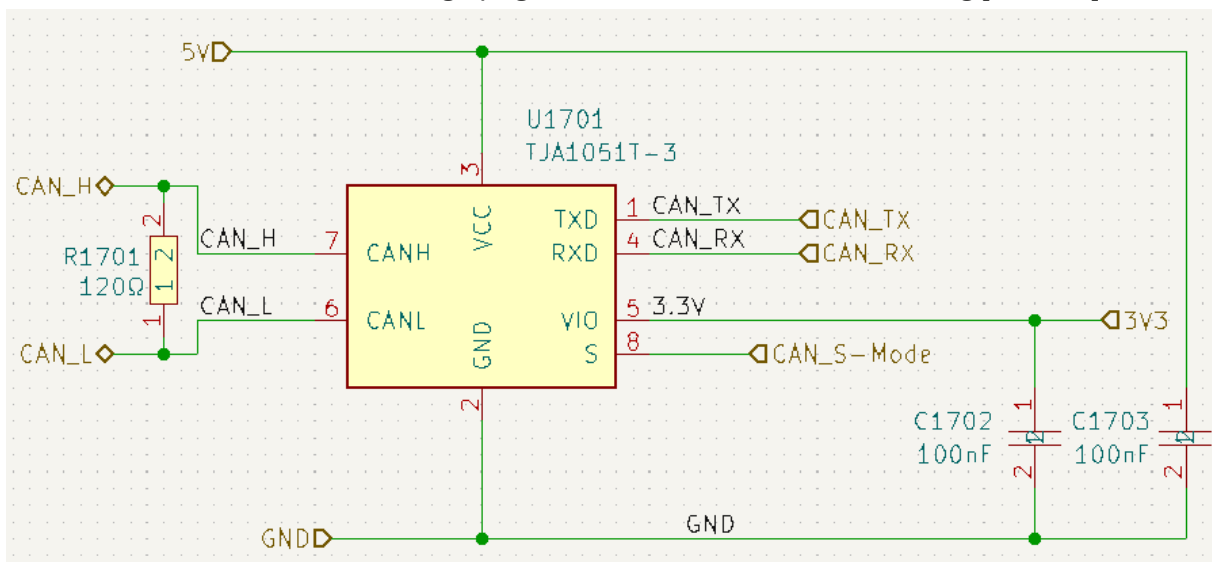 5V
U1701
TJA1051T-3
3
CAN_H
2
CAN_H
7
CANH
VCC
TXD
1
CAN_TX
CAN_TX
RXD
4
CAN_RX
CAN_RX
R1701
120Ω
1 2
1
CAN_L
6
CANL
GND
VIO
5
3.3V
3V3
S
8
CAN_S-Mode
CAN_L
2
C1702
100nF
1
2
C1703
100nF
1
2
GND
GND